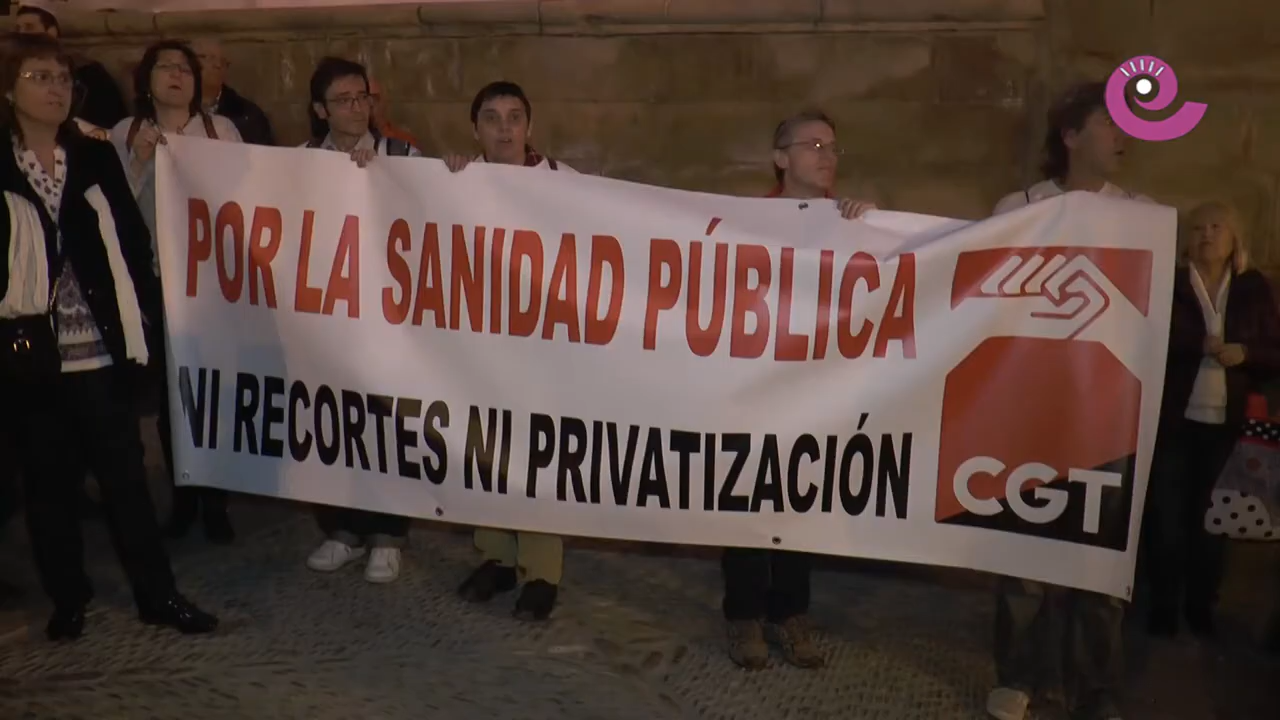 POR LA SANIDAD PÚBLICA
NI RECORTES NI PRIVATIZACIÓN
CGT